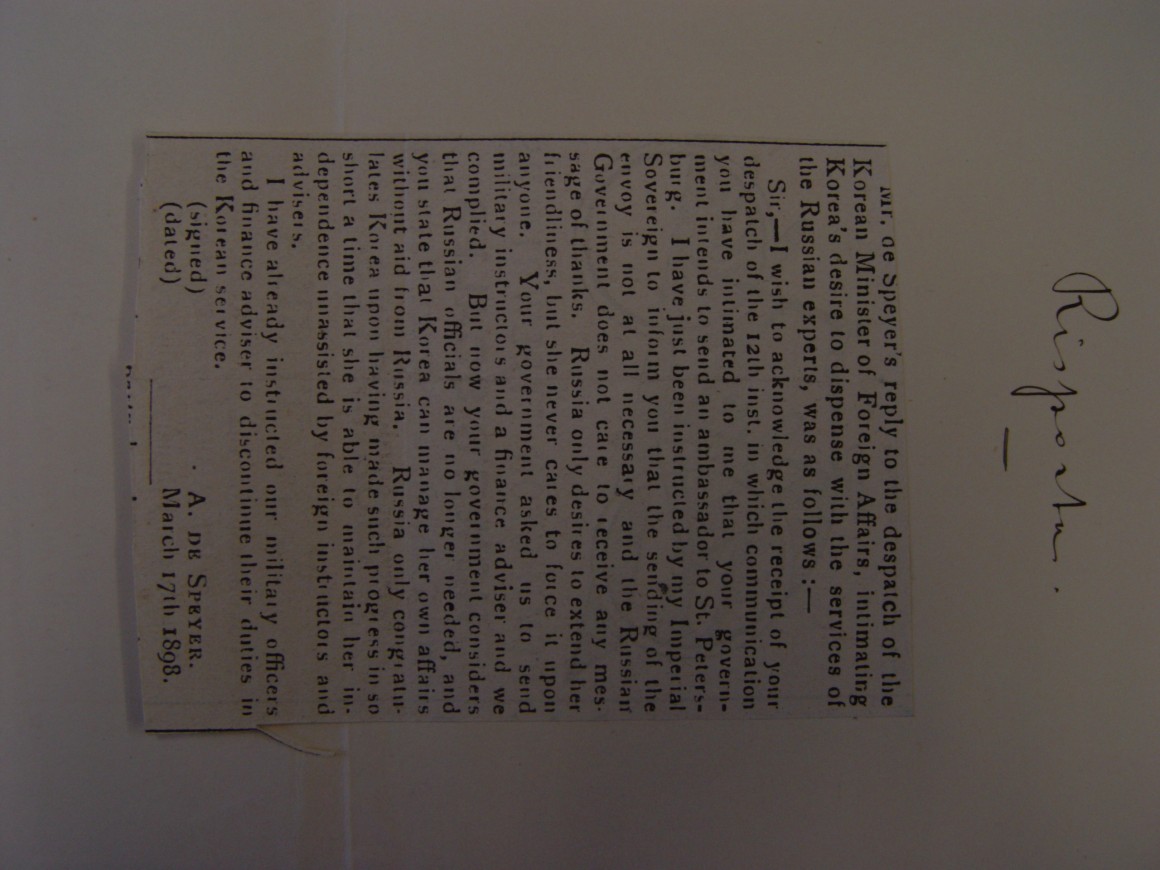 Risposta.
Mr. de Speyer's reply to the despatch of the
Korean Minister of Foreign Affairs, intimating
Korea's desire to dispense with the services of
the Russian experts, was as follows :—
Sir,—I wish to acknowledge the receipt of your
despatch of the 12th inst. in which communication
you have intimated to me that your govern-
ment intends to send an ambassador to St. Peters-
burg. I have just been instructed by my Imperial
Sovereign to inform you that the sending of the
envoy is not at all necessary and the Russian
Government does not care to receive any mes-
sage of thanks. Russia only desires to extend her
friendliness, but she never cares to force it upon
anyone. Your government asked us to send
military instructors and a finance adviser and we
complied. But now your government considers
that Russian officials are no longer needed, and
you state that Korea can manage her own affairs
without aid from Russia. Russia only congratu-
lates Korea upon having made such progress in so
short a time that she is able to maintain her in-
dependence unassisted by foreign instructors and
advisers.
I have already instructed our military officers
and finance adviser to discontinue their duties in
the Korean service.
(signed) A. DE SPEYER.
(dated) March 17th 1898.